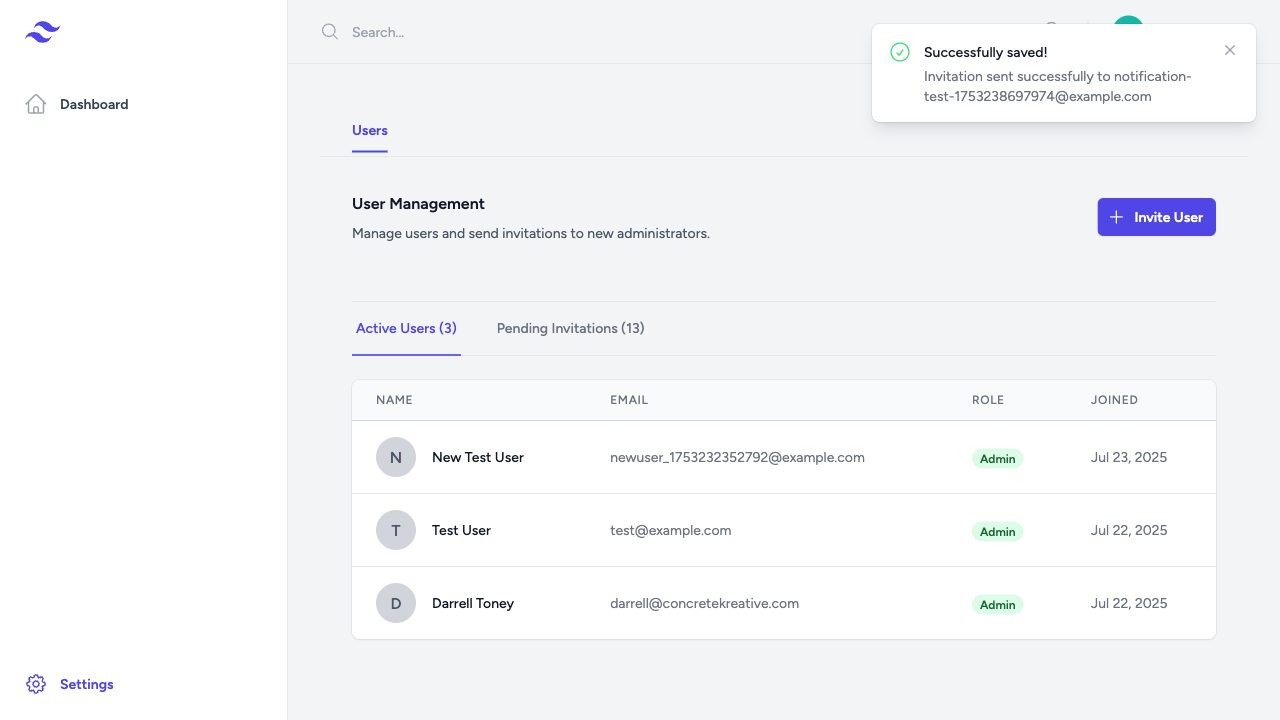 Search...
Successfully saved!
Invitation sent successfully to notification-
test-1753238697974@example.com
Dashboard
Users
User Management
Manage users and send invitations to new administrators.
Invite User
Active Users (3)
Pending Invitations (13)
NAME EMAIL ROLE JOINED
N New Test User newuser_1753232352792@example.com Admin Jul 23, 2025
T Test User test@example.com Admin Jul 22, 2025
D Darrell Toney darrell@concretekreative.com Admin Jul 22, 2025
Settings